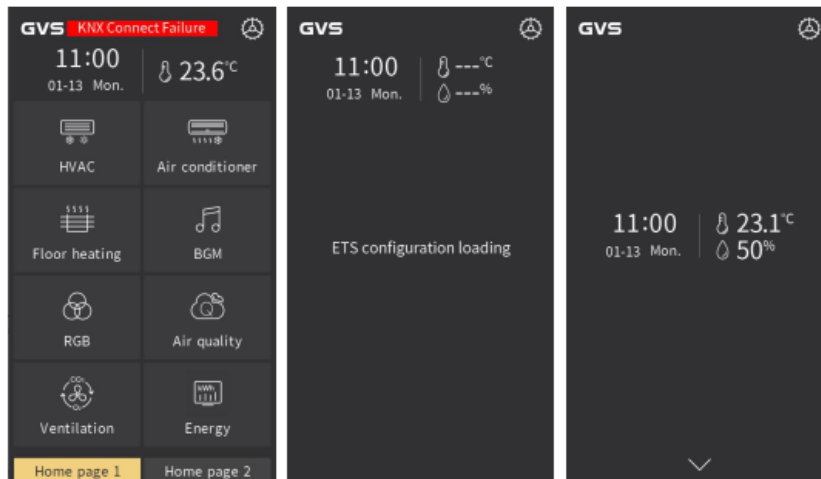 GVS KNX Connect Failure
11:00
01-13 Mon.
23.6°C
HVAC
Air conditioner
Floor heating
BGM
RGB
Air quality
Ventilation
kWh
Energy
Home page 1
Home page 2
GVS
11:00
01-13 Mon.
---°C
---%
ETS configuration loading
GVS
11:00
01-13 Mon.
23.1°C
50%